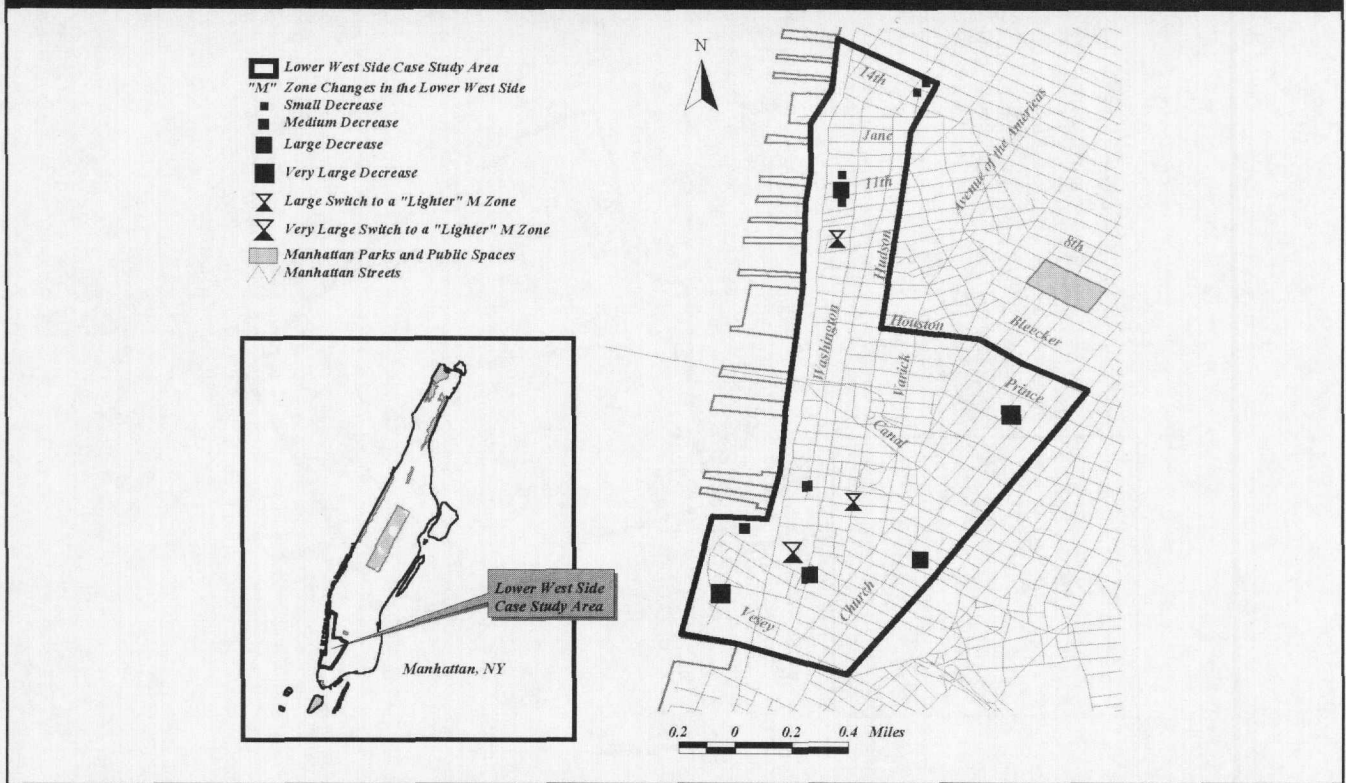 Lower West Side Case Study Area
"M" Zone Changes in the Lower West Side
Small Decrease
Medium Decrease
Large Decrease
Very Large Decrease
Large Switch to a "Lighter" M Zone
Very Large Switch to a "Lighter" M Zone
Manhattan Parks and Public Spaces
Manhattan Streets
Lower West Side
Case Study Area
Manhattan, NY
N
14th
Jane
11th
Avenue of the Americas
8th
Hudson
Houston
Bleecker
Washington
Varick
Prince
Canal
Church
Vesey
0.2 0 0.2 0.4 Miles